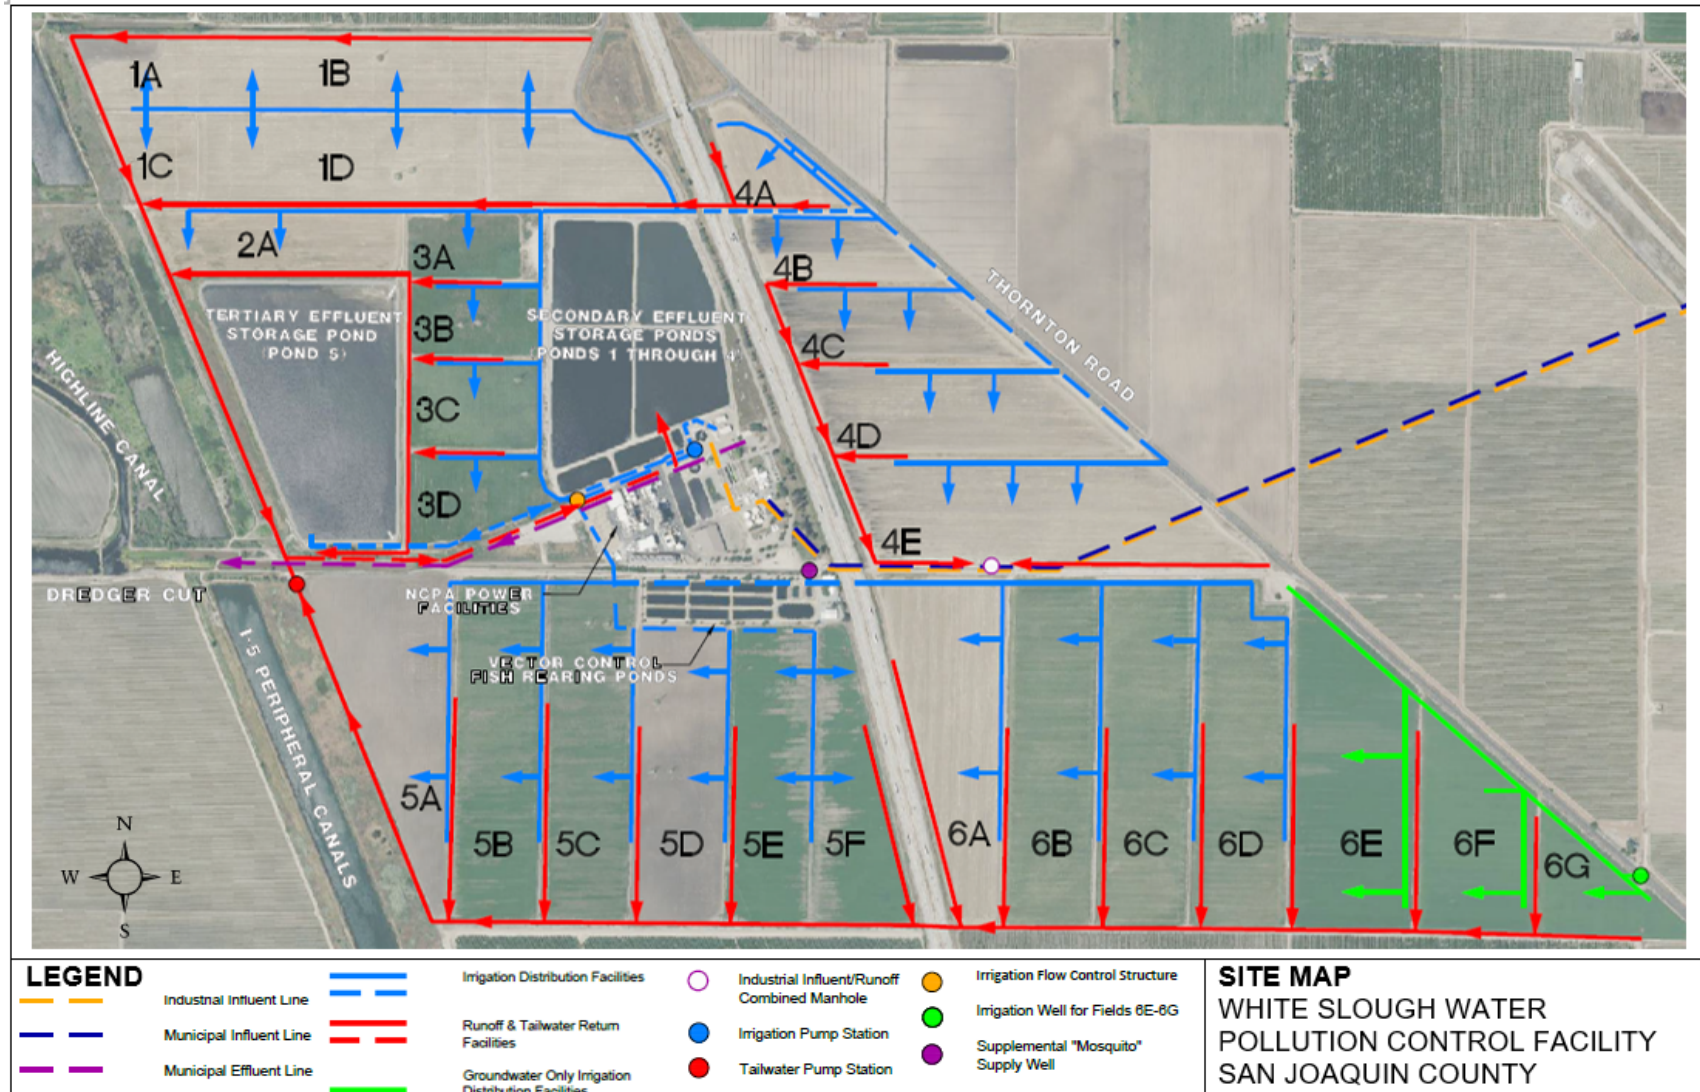 1A
1B
1C
1D
2A
3A
3B
3C
3D
4A
4B
4C
4D
4E
TERTIARY EFFLUENT
STORAGE POND
(POND 5)
SECONDARY EFFLUENT
STORAGE PONDS
(PONDS 1 THROUGH 4)
THORNTON ROAD
HIGHLINE CANAL
DREDGER CUT
I-5 PERIPHERAL CANALS
NCPA POWER
FACILITIES
VECTOR CONTROL
FISH REARING PONDS
5A
5B
5C
5D
5E
5F
6A
6B
6C
6D
6E
6F
6G
N
W
E
S
LEGEND
Industrial Influent Line
Municipal Influent Line
Municipal Effluent Line
Irrigation Distribution Facilities
Runoff & Tailwater Return
Facilities
Groundwater Only Irrigation
Distribution Facilities
Industrial Influent/Runoff
Combined Manhole
Irrigation Pump Station
Tailwater Pump Station
Irrigation Flow Control Structure
Irrigation Well for Fields 6E-6G
Supplemental "Mosquito"
Supply Well
SITE MAP
WHITE SLOUGH WATER
POLLUTION CONTROL FACILITY
SAN JOAQUIN COUNTY